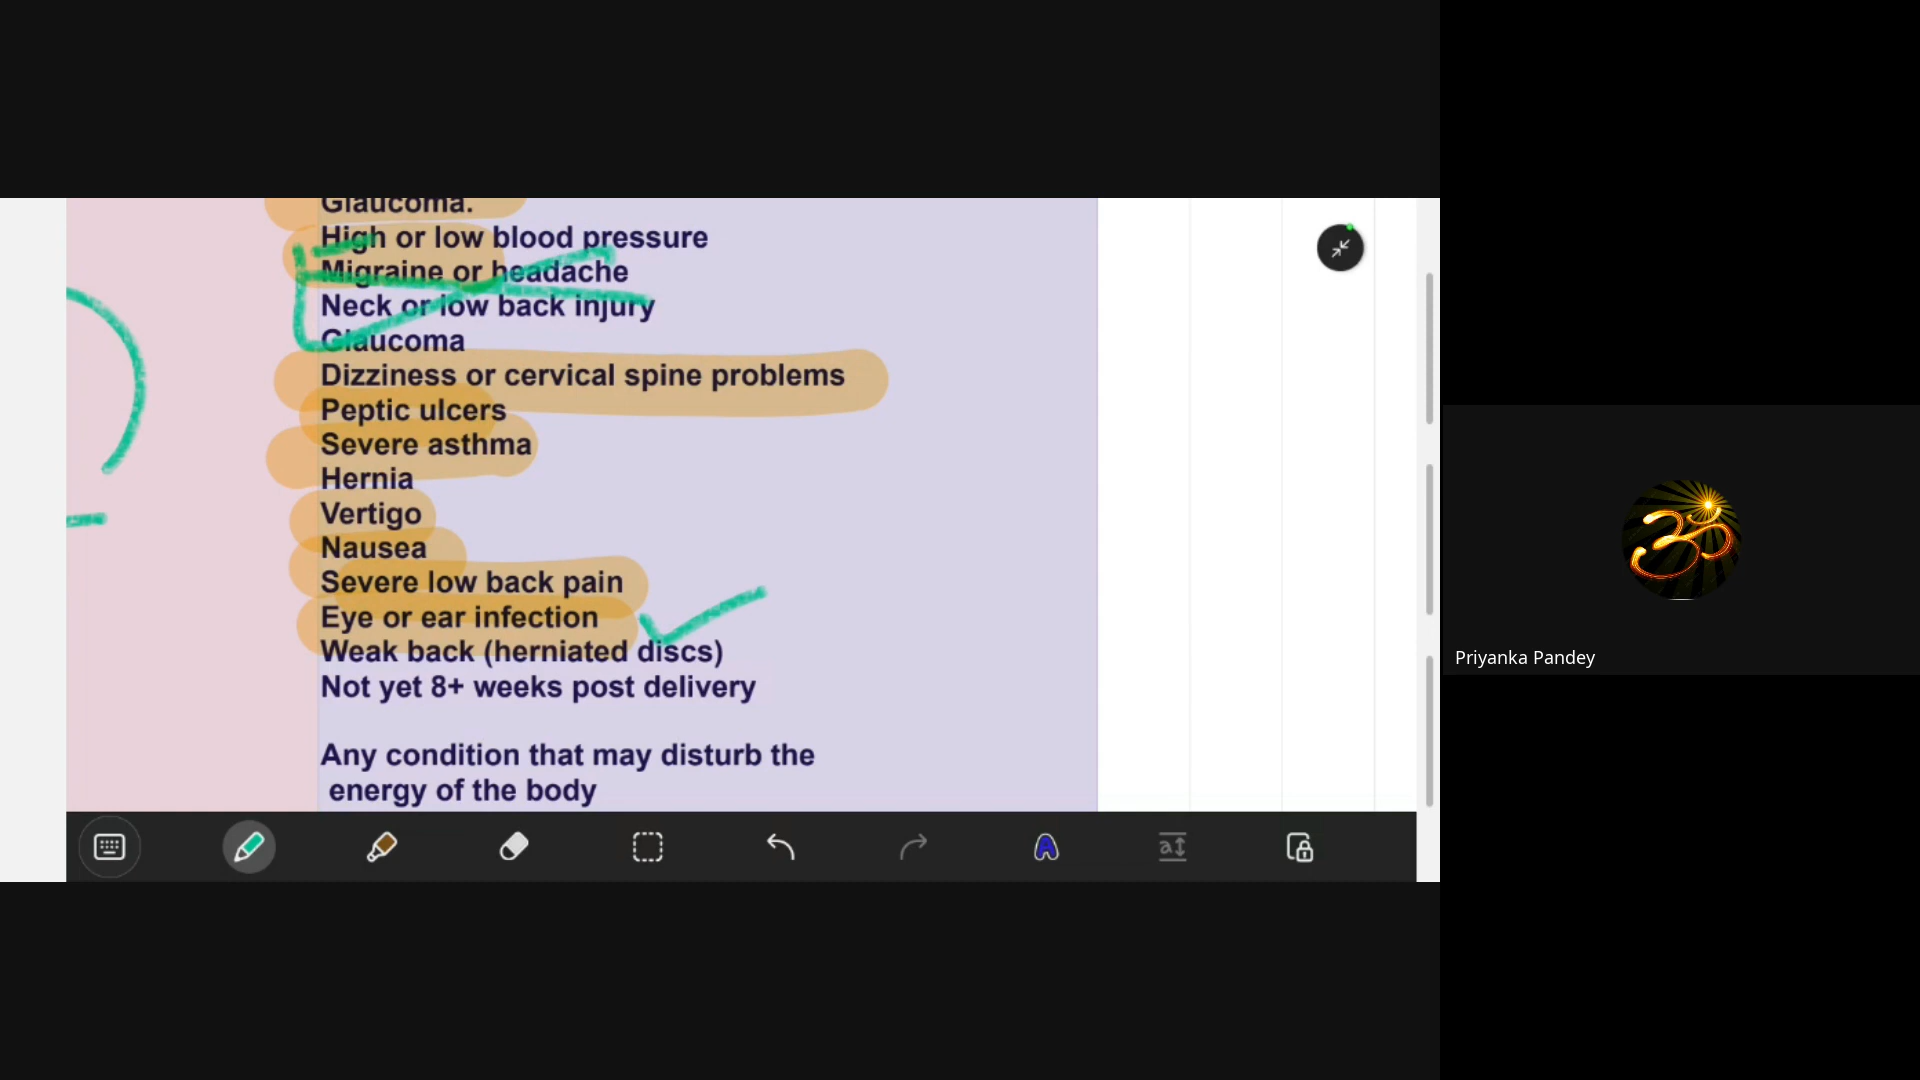 Glaucoma.
High or low blood pressure
Migraine or headache
Neck or low back injury
Glaucoma
Dizziness or cervical spine problems
Peptic ulcers
Severe asthma
Hernia
Vertigo
Nausea
Severe low back pain
Eye or ear infection
Weak back (herniated discs)
Not yet 8+ weeks post delivery
Any condition that may disturb the
energy of the body
Priyanka Pandey
ॐ
A
a